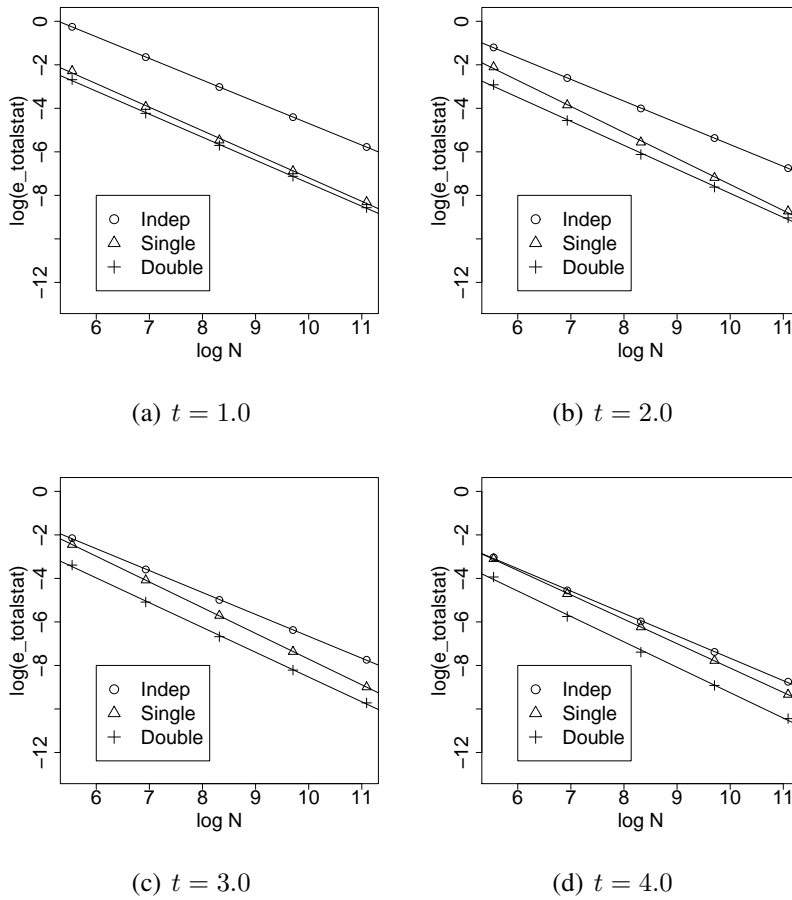 0
−2
−4
−6
−8
−12
log(e_totalstat)
Indep
Single
Double
6 7 8 9 10 11
log N
(a) t = 1.0
0
−2
−4
−6
−8
−12
log(e_totalstat)
Indep
Single
Double
6 7 8 9 10 11
log N
(b) t = 2.0
0
−2
−4
−6
−8
−12
log(e_totalstat)
Indep
Single
Double
6 7 8 9 10 11
log N
(c) t = 3.0
0
−2
−4
−6
−8
−12
log(e_totalstat)
Indep
Single
Double
6 7 8 9 10 11
log N
(d) t = 4.0